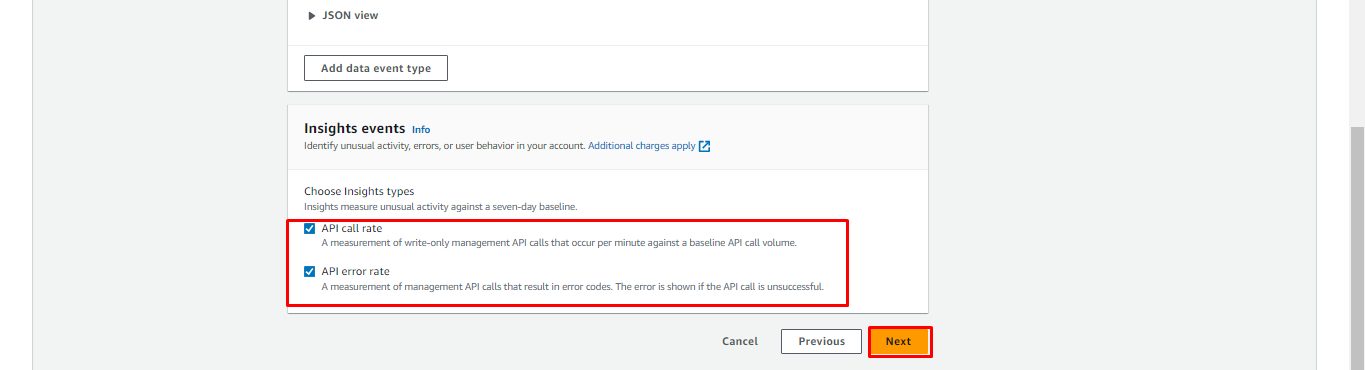 JSON view
Add data event type
Insights events Info
Identify unusual activity, errors, or user behavior in your account. Additional charges apply
Choose Insights types
Insights measure unusual activity against a seven-day baseline.
API call rate
A measurement of write-only management API calls that occur per minute against a baseline API call volume.
API error rate
A measurement of management API calls that result in error codes. The error is shown if the API call is unsuccessful.
Cancel Previous Next